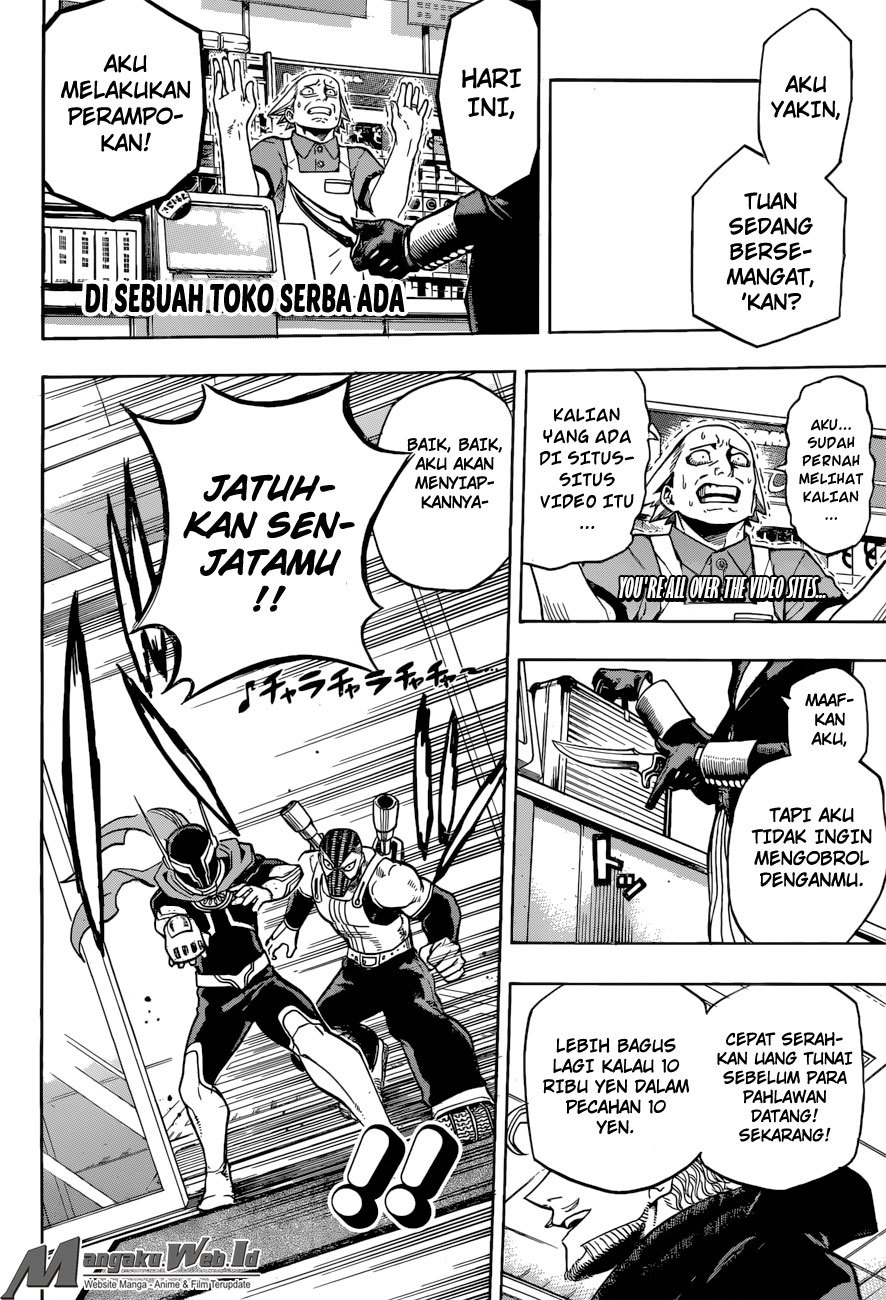 AKU
YAKIN,
TUAN
SEDANG
BERSE-
MANGAT,
'KAN?
HARI
INI,
AKU
MELAKUKAN
PERAMPO-
KAN!
DI SEBUAH TOKO SERBA ADA
AKU...
SUDAH
PERNAH
MELIHAT
KALIAN
...
KALIAN
YANG ADA
DI SITUS-
SITUS
VIDEO ITU
...
YOU'RE ALL OVER THE VIDEO SITES...
MAAF-
KAN
AKU,
TAPI AKU
TIDAK INGIN
MENGOBROL
DENGANMU.
トッ
CEPAT SERAH-
KAN UANG TUNAI
SEBELUM PARA
PAHLAWAN
DATANG!
SEKARANG!
LEBIH BAGUS
LAGI KALAU 10
RIBU YEN DALAM
PECAHAN 10
YEN.
BAIK, BAIK,
AKU AKAN
MENYIAP-
KANNYA-
JATUH-
KAN SEN-
JATAMU
!!
♪チャラチャラチャチャ～
!!
Mangaku.Web.Id
Website Manga - Anime & Film Terupdate